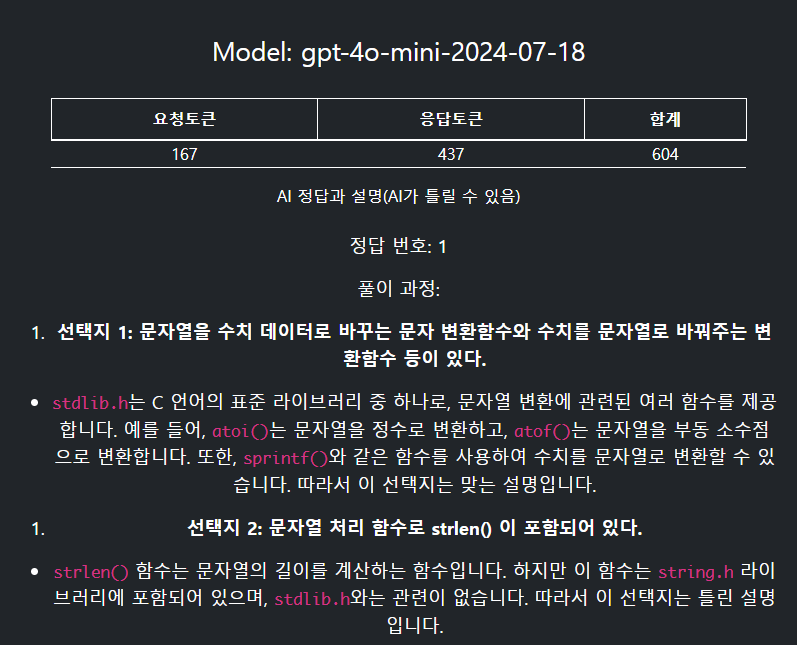 Model: gpt-4o-mini-2024-07-18
요청토큰 응답토큰 합계
167 437 604
AI 정답과 설명(AI가 틀릴 수 있음)
정답 번호: 1
풀이 과정:
1. 선택지 1: 문자열을 수치 데이터로 바꾸는 문자 변환함수와 수치를 문자열로 바꿔주는 변
환함수 등이 있다.
• stdlib.h는 C 언어의 표준 라이브러리 중 하나로, 문자열 변환에 관련된 여러 함수를 제공
합니다. 예를 들어, atoi()는 문자열을 정수로 변환하고, atof()는 문자열을 부동 소수점
으로 변환합니다. 또한, sprintf()와 같은 함수를 사용하여 수치를 문자열로 변환할 수 있
습니다. 따라서 이 선택지는 맞는 설명입니다.
1. 선택지 2: 문자열 처리 함수로 strlen() 이 포함되어 있다.
• strlen() 함수는 문자열의 길이를 계산하는 함수입니다. 하지만 이 함수는 string.h 라이
브러리에 포함되어 있으며, stdlib.h와는 관련이 없습니다. 따라서 이 선택지는 틀린 설명
입니다.